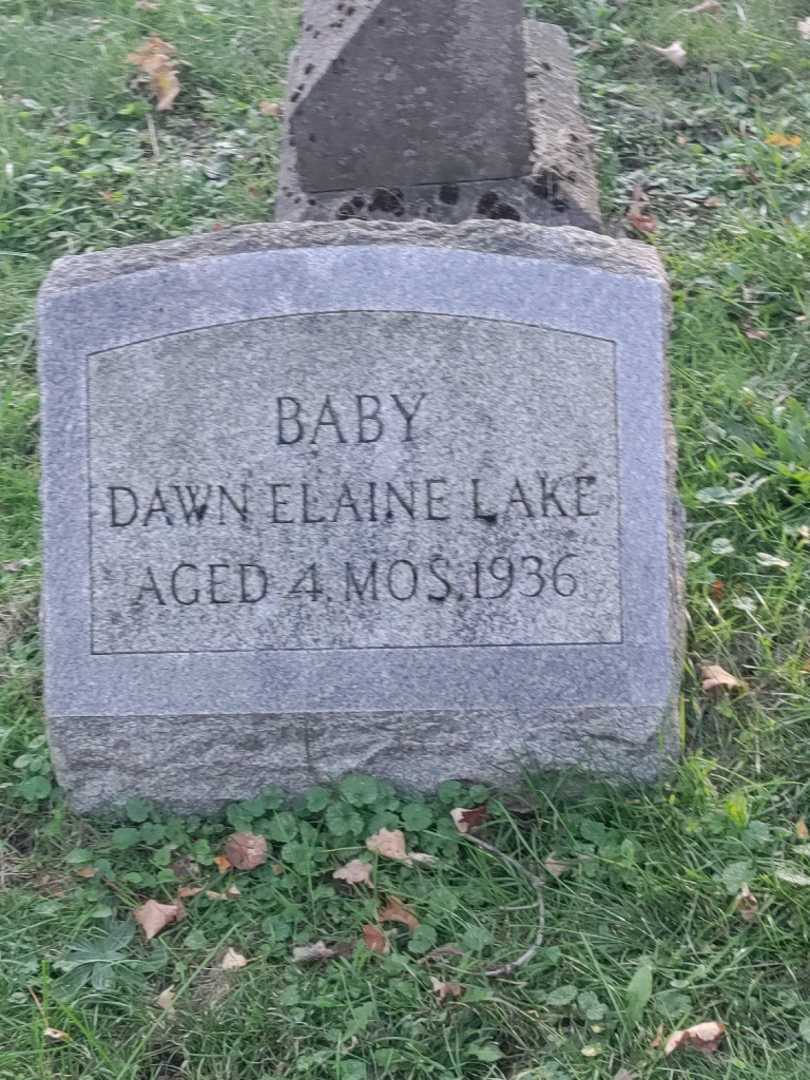 BABY
DAWN ELAINE LAKE
AGED 4. MOS. 1936